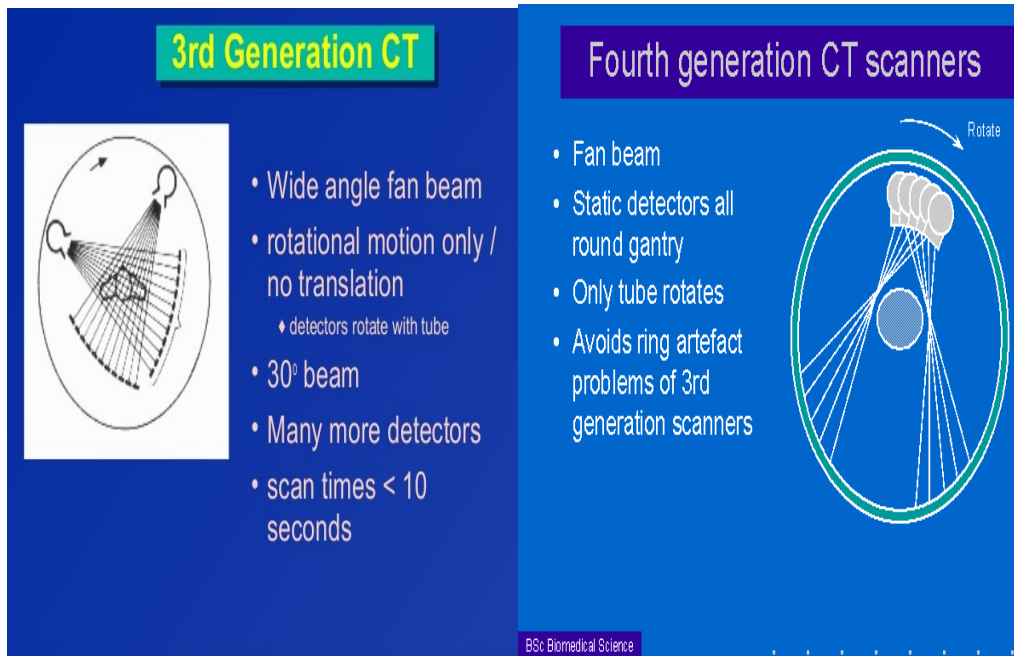 3rd Generation CT
• Wide angle fan beam
• rotational motion only /
no translation
♦ detectors rotate with tube
• 30⁰ beam
• Many more detectors
• scan times < 10
seconds
Fourth generation CT scanners
Rotate
• Fan beam
• Static detectors all
round gantry
• Only tube rotates
• Avoids ring artefact
problems of 3rd
generation scanners
BSc Biomedical Science